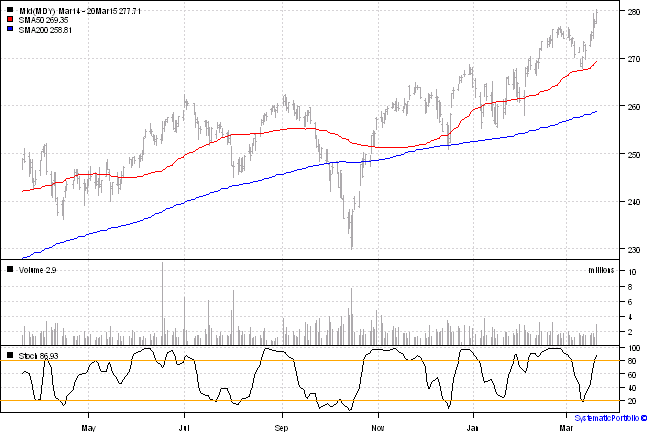 Mid(MDY) Mar14 - 20Mar15 277.71
SMA50 269.35
SMA200 258.81
280
270
260
250
240
230
Volume 2.9
millions
10
8
6
4
2
Stoch 86.93
100
80
60
40
20
May
Jul
Sep
Nov
Jan
Mar
SystematicPortfolio ©